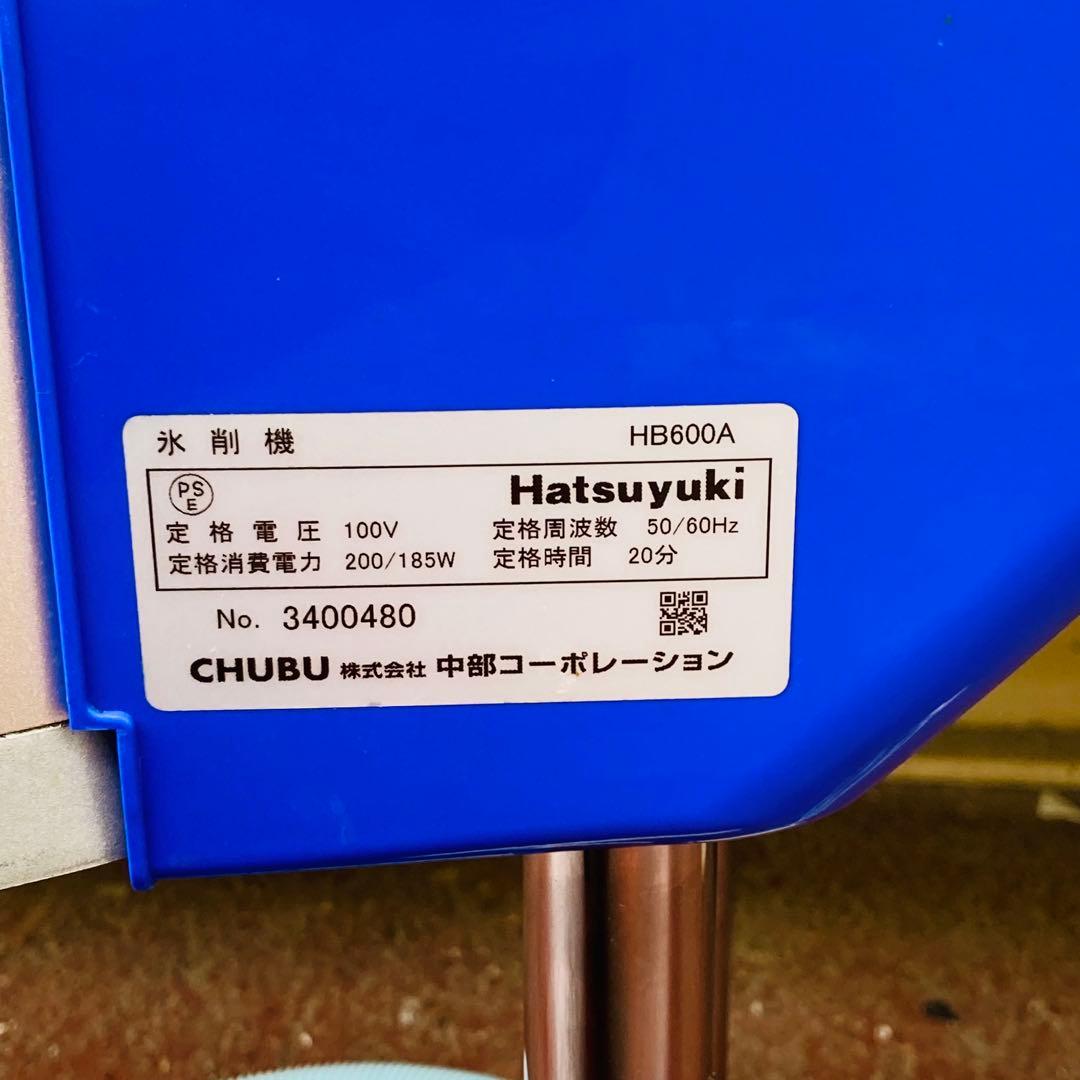 氷削機 HB600A
PSE Hatsuyuki
定格電圧 100V 定格周波数 50/60Hz
定格消費電力 200/185W 定格時間 20分
No. 3400480
CHUBU 株式会社 中部コーポレーション